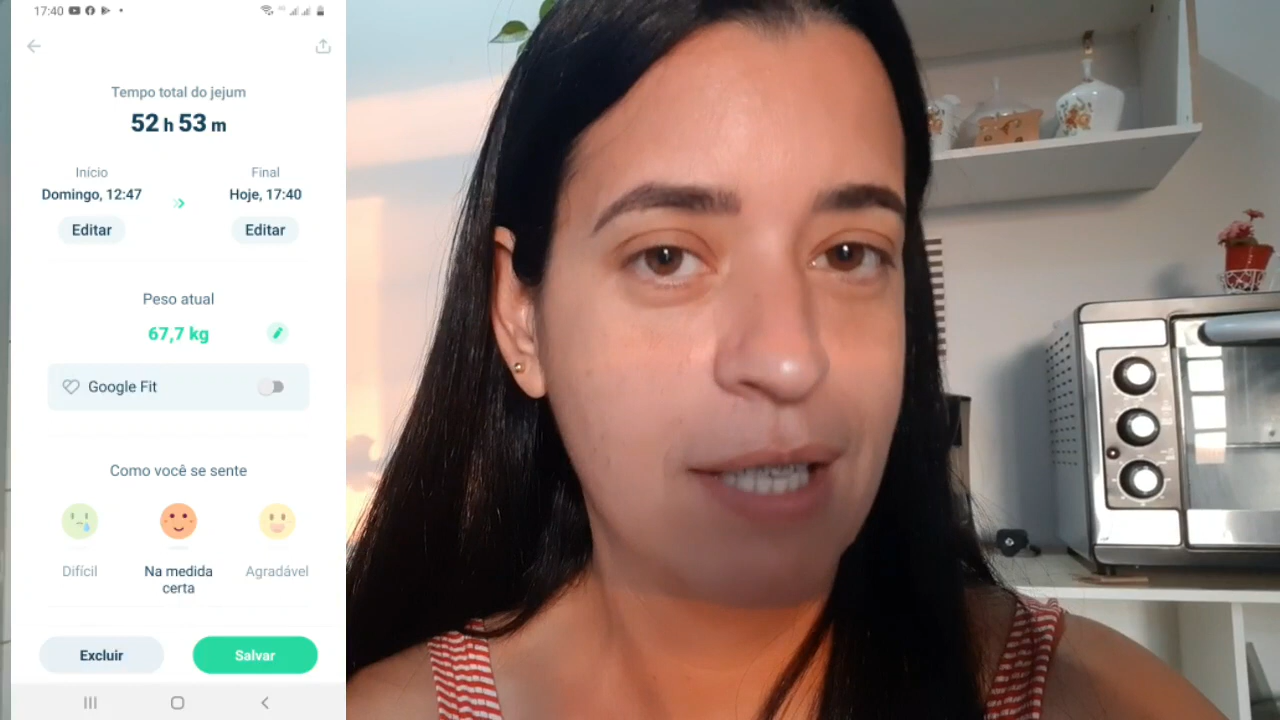 17:40
Tempo total do jejum
52 h 53 m
Início
Final
Domingo, 12:47
Hoje, 17:40
Editar
Editar
Peso atual
67,7 kg
Google Fit
Como você se sente
Difícil
Na medida
certa
Agradável
Excluir
Salvar